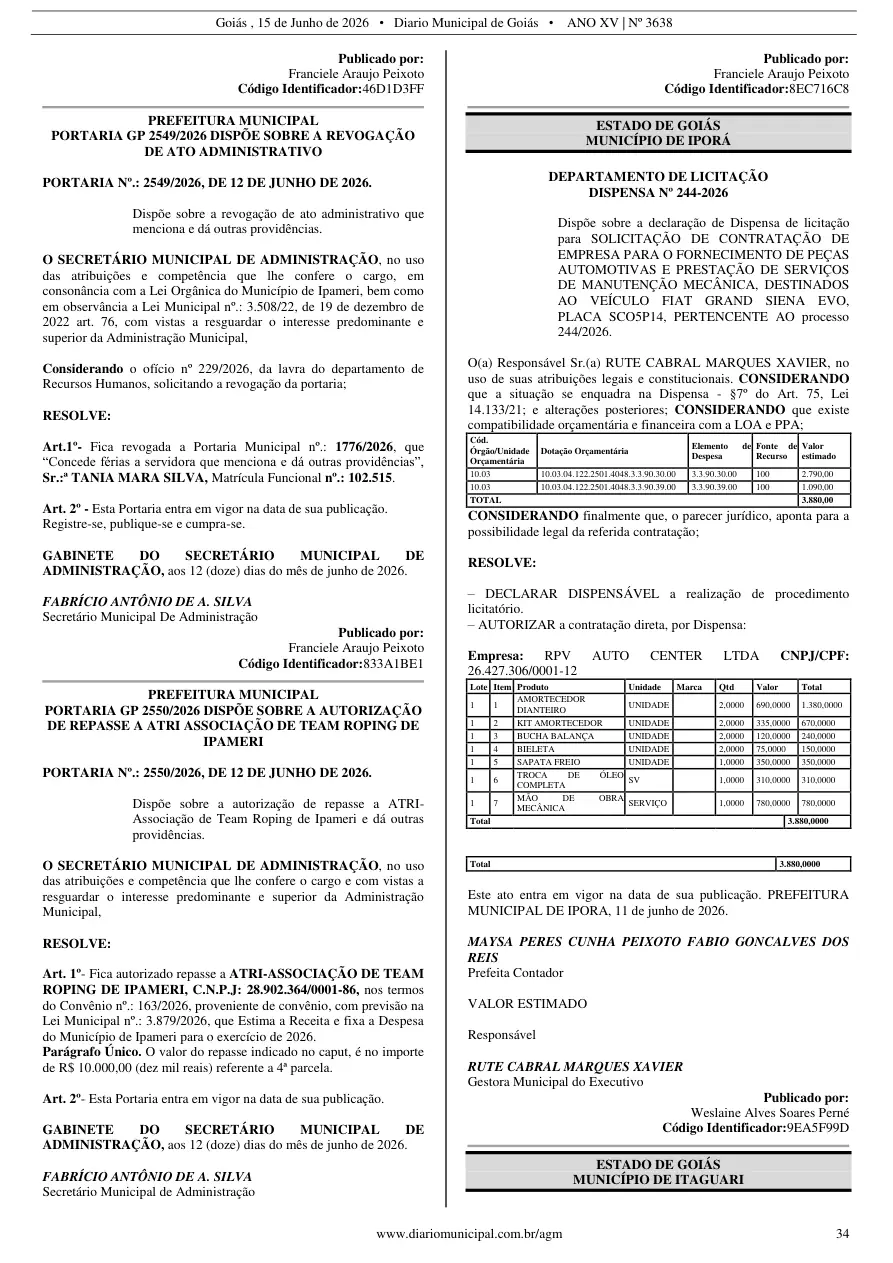 Goiás , 15 de Junho de 2026 • Diario Municipal de Goiás • ANO XV | Nº 3638
Publicado por:
Franciele Araujo Peixoto
Código Identificador:46D1D3FF
PREFEITURA MUNICIPAL
PORTARIA GP 2549/2026 DISPÕE SOBRE A REVOGAÇÃO
DE ATO ADMINISTRATIVO
PORTARIA Nº.: 2549/2026, DE 12 DE JUNHO DE 2026.
Dispõe sobre a revogação de ato administrativo que
menciona e dá outras providências.
O SECRETÁRIO MUNICIPAL DE ADMINISTRAÇÃO, no uso
das atribuições e competência que lhe confere o cargo, em
consonância com a Lei Orgânica do Município de Ipameri, bem como
em observância a Lei Municipal nº.: 3.508/22, de 19 de dezembro de
2022 art. 76, com vistas a resguardar o interesse predominante e
superior da Administração Municipal,
Considerando o ofício nº 229/2026, da lavra do departamento de
Recursos Humanos, solicitando a revogação da portaria;
RESOLVE:
Art.1º- Fica revogada a Portaria Municipal nº.: 1776/2026, que
“Concede férias a servidora que menciona e dá outras providências”,
Sr.:ª TANIA MARA SILVA, Matrícula Funcional nº.: 102.515.
Art. 2º - Esta Portaria entra em vigor na data de sua publicação.
Registre-se, publique-se e cumpra-se.
GABINETE DO SECRETÁRIO MUNICIPAL DE
ADMINISTRAÇÃO, aos 12 (doze) dias do mês de junho de 2026.
FABRÍCIO ANTÔNIO DE A. SILVA
Secretário Municipal De Administração
Publicado por:
Franciele Araujo Peixoto
Código Identificador:833A1BE1
PREFEITURA MUNICIPAL
PORTARIA GP 2550/2026 DISPÕE SOBRE A AUTORIZAÇÃO
DE REPASSE A ATRI ASSOCIAÇÃO DE TEAM ROPING DE
IPAMERI
PORTARIA Nº.: 2550/2026, DE 12 DE JUNHO DE 2026.
Dispõe sobre a autorização de repasse a ATRI-
Associação de Team Roping de Ipameri e dá outras
providências.
O SECRETÁRIO MUNICIPAL DE ADMINISTRAÇÃO, no uso
das atribuições e competência que lhe confere o cargo e com vistas a
resguardar o interesse predominante e superior da Administração
Municipal,
RESOLVE:
Art. 1º- Fica autorizado repasse a ATRI-ASSOCIAÇÃO DE TEAM
ROPING DE IPAMERI, C.N.P.J: 28.902.364/0001-86, nos termos
do Convênio nº.: 163/2026, proveniente de convênio, com previsão na
Lei Municipal nº.: 3.879/2026, que Estima a Receita e fixa a Despesa
do Município de Ipameri para o exercício de 2026.
Parágrafo Único. O valor do repasse indicado no caput, é no importe
de R$ 10.000,00 (dez mil reais) referente a 4ª parcela.
Art. 2º- Esta Portaria entra em vigor na data de sua publicação.
GABINETE DO SECRETÁRIO MUNICIPAL DE
ADMINISTRAÇÃO, aos 12 (doze) dias do mês de junho de 2026.
FABRÍCIO ANTÔNIO DE A. SILVA
Secretário Municipal de Administração
Publicado por:
Franciele Araujo Peixoto
Código Identificador:8EC716C8
ESTADO DE GOIÁS
MUNICÍPIO DE IPORÁ
DEPARTAMENTO DE LICITAÇÃO
DISPENSA Nº 244-2026
Dispõe sobre a declaração de Dispensa de licitação
para SOLICITAÇÃO DE CONTRATAÇÃO DE
EMPRESA PARA O FORNECIMENTO DE PEÇAS
AUTOMOTIVAS E PRESTAÇÃO DE SERVIÇOS
DE MANUTENÇÃO MECÂNICA, DESTINADOS
AO VEÍCULO FIAT GRAND SIENA EVO,
PLACA SCO5P14, PERTENCENTE AO processo
244/2026.
O(a) Responsável Sr.(a) RUTE CABRAL MARQUES XAVIER, no
uso de suas atribuições legais e constitucionais. CONSIDERANDO
que a situação se enquadra na Dispensa - §7º do Art. 75, Lei
14.133/21; e alterações posteriores; CONSIDERANDO que existe
compatibilidade orçamentária e financeira com a LOA e PPA;
Cód. Órgão/Unidade Orçamentária Dotação Orçamentária Elemento de Despesa Fonte de Recurso Valor estimado
10.03 10.03.04.122.2501.4048.3.3.90.30.00 3.3.90.30.00 100 2.790,00
10.03 10.03.04.122.2501.4048.3.3.90.39.00 3.3.90.39.00 100 1.090,00
TOTAL 3.880,00
CONSIDERANDO finalmente que, o parecer jurídico, aponta para a
possibilidade legal da referida contratação;
RESOLVE:
– DECLARAR DISPENSÁVEL a realização de procedimento
licitatório.
– AUTORIZAR a contratação direta, por Dispensa:
Empresa: RPV AUTO CENTER LTDA CNPJ/CPF:
26.427.306/0001-12
Lote Item Produto Unidade Marca Qtd Valor Total
1 1 AMORTECEDOR DIANTEIRO UNIDADE 2,0000 690,0000 1.380,0000
1 2 KIT AMORTECEDOR UNIDADE 2,0000 335,0000 670,0000
1 3 BUCHA BALANÇA UNIDADE 2,0000 120,0000 240,0000
1 4 BIELETA UNIDADE 2,0000 75,0000 150,0000
1 5 SAPATA FREIO UNIDADE 1,0000 350,0000 350,0000
1 6 TROCA DE ÓLEO COMPLETA SV 1,0000 310,0000 310,0000
1 7 MÃO DE OBRA MECÂNICA SERVIÇO 1,0000 780,0000 780,0000
Total 3.880,0000
Total 3.880,0000
Este ato entra em vigor na data de sua publicação. PREFEITURA
MUNICIPAL DE IPORA, 11 de junho de 2026.
MAYSA PERES CUNHA PEIXOTO FABIO GONCALVES DOS
REIS
Prefeita Contador
VALOR ESTIMADO
Responsável
RUTE CABRAL MARQUES XAVIER
Gestora Municipal do Executivo
Publicado por:
Weslaine Alves Soares Perné
Código Identificador:9EA5F99D
ESTADO DE GOIÁS
MUNICÍPIO DE ITAGUARI
www.diariomunicipal.com.br/agm 34